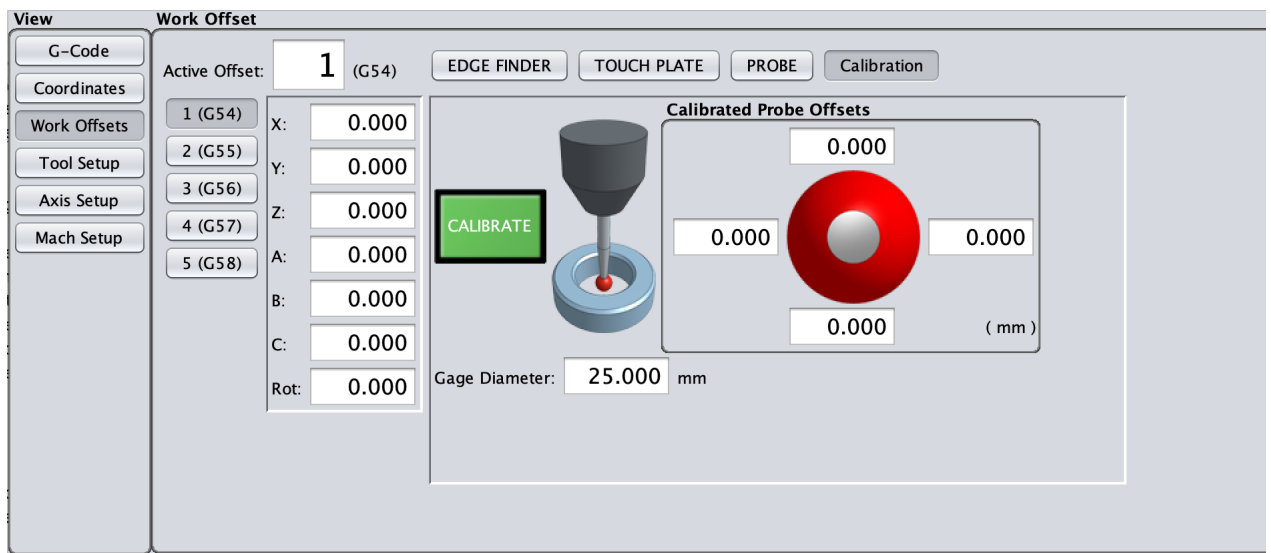 View
Work Offset
G-Code
Coordinates
Work Offsets
Tool Setup
Axis Setup
Mach Setup
Active Offset: 1 (G54)
EDGE FINDER TOUCH PLATE PROBE Calibration
1 (G54)
2 (G55)
3 (G56)
4 (G57)
5 (G58)
X: 0.000
Y: 0.000
Z: 0.000
A: 0.000
B: 0.000
C: 0.000
Rot: 0.000
CALIBRATE
Calibrated Probe Offsets
0.000
0.000 0.000
0.000 ( mm )
Gage Diameter: 25.000 mm